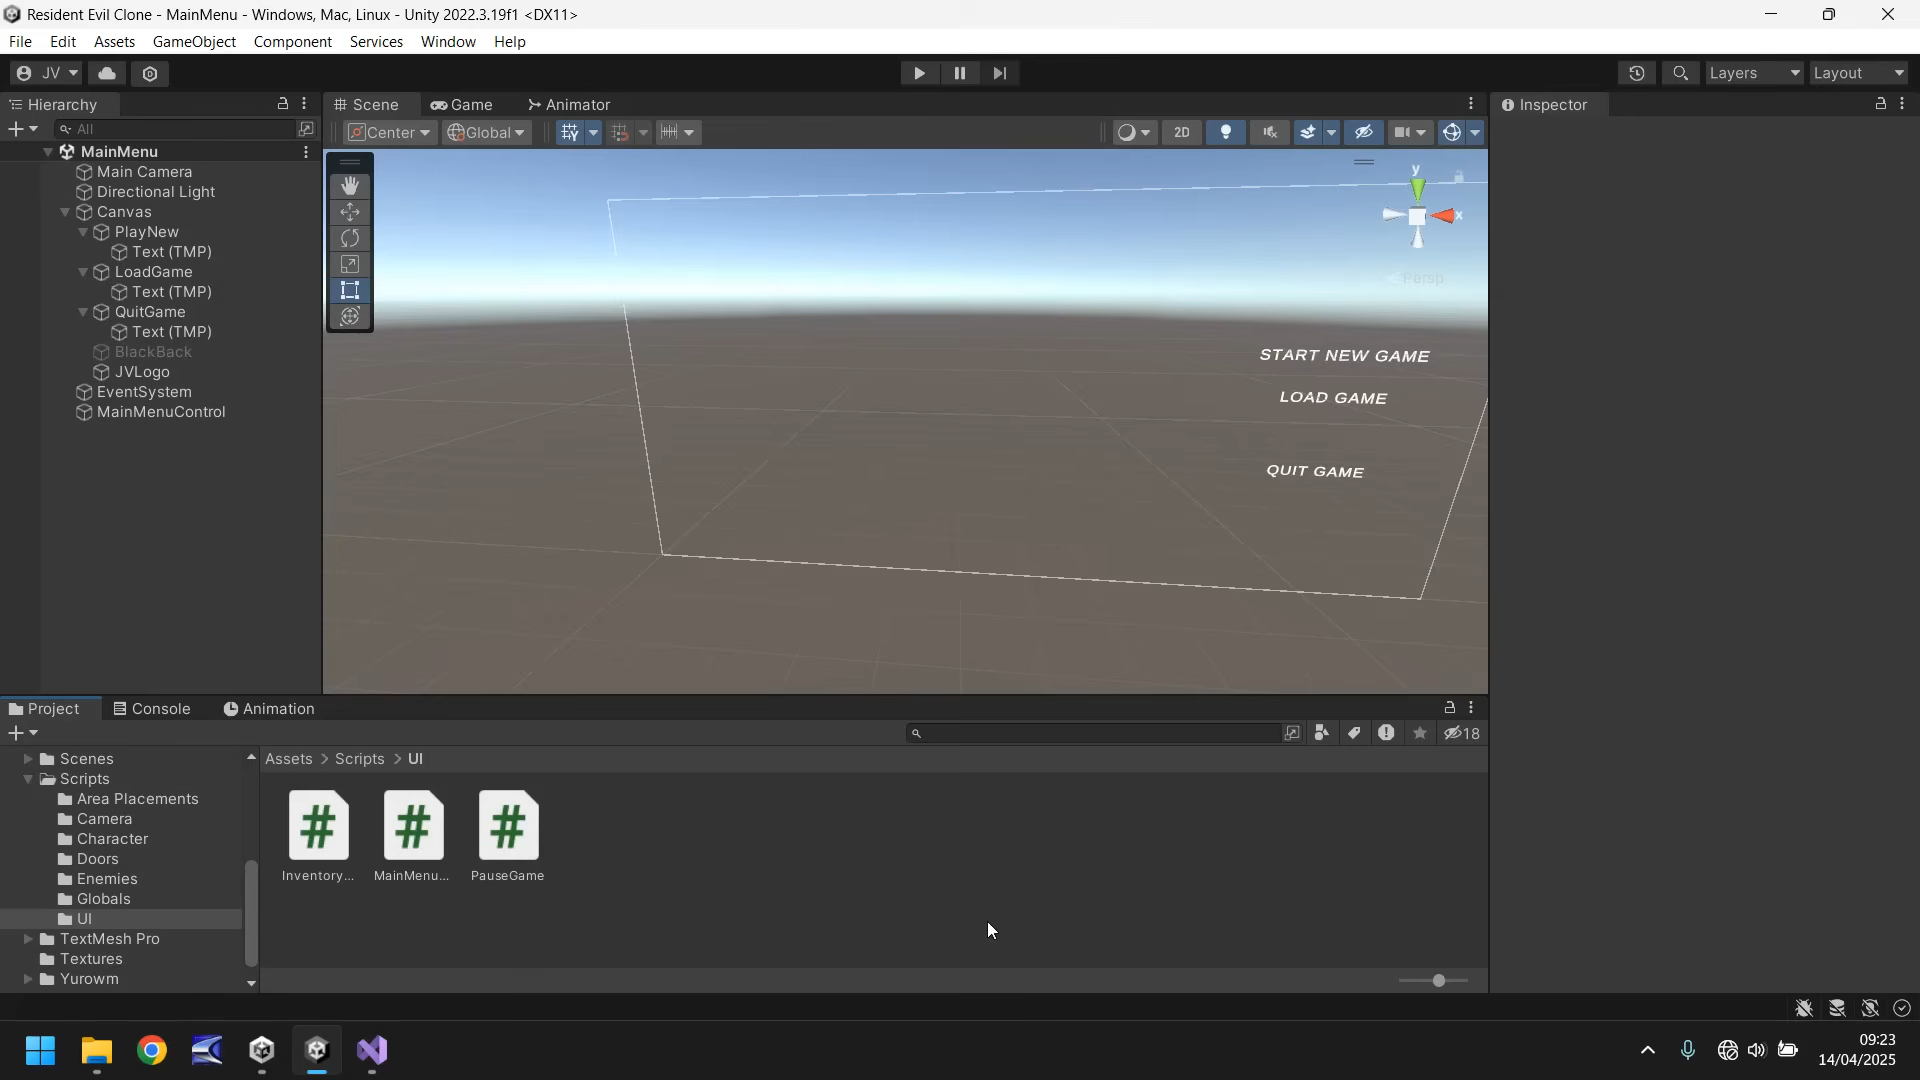 Resident Evil Clone - MainMenu - Windows, Mac, Linux - Unity 2022.3.19f1 <DX11>
File Edit Assets GameObject Component Services Window Help
JV Layers Layout
Hierarchy Scene Game Animator Inspector
All Center Global 2D
MainMenu
Main Camera
Directional Light
Canvas
PlayNew
Text (TMP)
LoadGame
Text (TMP)
QuitGame
Text (TMP)
BlackBack
JVLogo
EventSystem
MainMenuControl
y
x
Persp
START NEW GAME
LOAD GAME
QUIT GAME
Project Console Animation
18
Scenes
Scripts
Area Placements
Camera
Character
Doors
Enemies
Globals
UI
TextMesh Pro
Textures
Yurowm
Assets > Scripts > UI
Inventory... MainMenu... PauseGame
09:23
14/04/2025